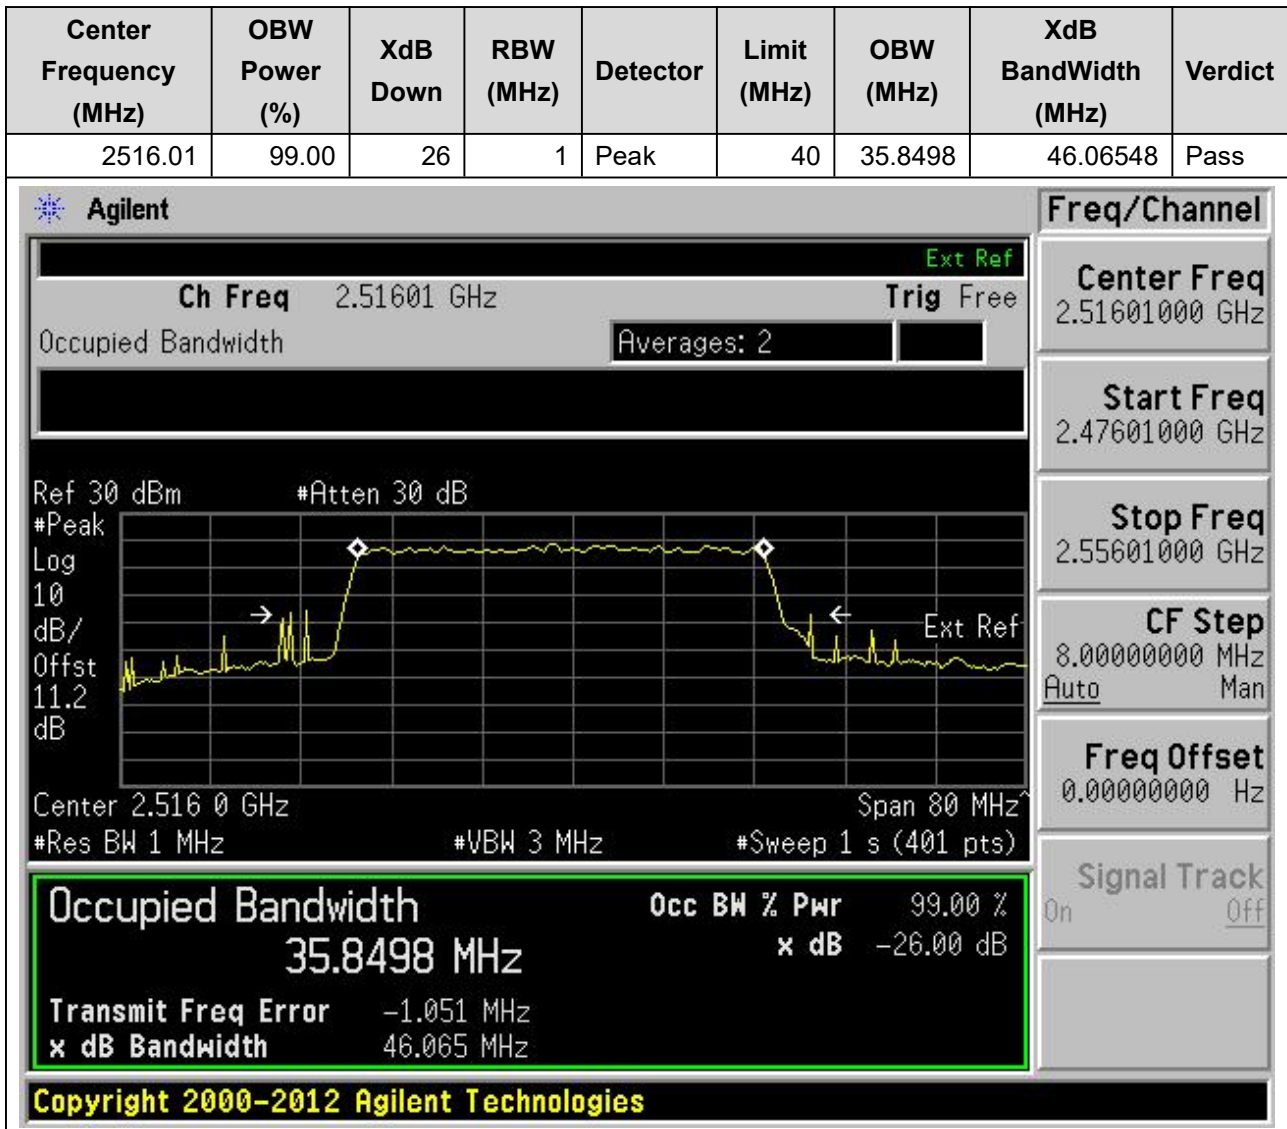 Center Frequency (MHz) OBW Power (%) XdB Down RBW (MHz) Detector Limit (MHz) OBW (MHz) XdB BandWidth (MHz) Verdict
2516.01 99.00 26 1 Peak 40 35.8498 46.06548 Pass
Agilent
Freq/Channel
Ext Ref
Ch Freq 2.51601 GHz Trig Free
Occupied Bandwidth Averages: 2
Ref 30 dBm #Atten 30 dB
#Peak
Log
10
dB/
Offst
11.2
dB
Ext Ref
Center 2.516 0 GHz Span 80 MHz^
#Res BW 1 MHz #VBW 3 MHz #Sweep 1 s (401 pts)
Occupied Bandwidth
35.8498 MHz
Occ BW % Pwr 99.00 %
x dB -26.00 dB
Transmit Freq Error -1.051 MHz
x dB Bandwidth 46.065 MHz
Center Freq
2.51601000 GHz
Start Freq
2.47601000 GHz
Stop Freq
2.55601000 GHz
CF Step
8.00000000 MHz
Auto Man
Freq Offset
0.00000000 Hz
Signal Track
On Off
Copyright 2000-2012 Agilent Technologies